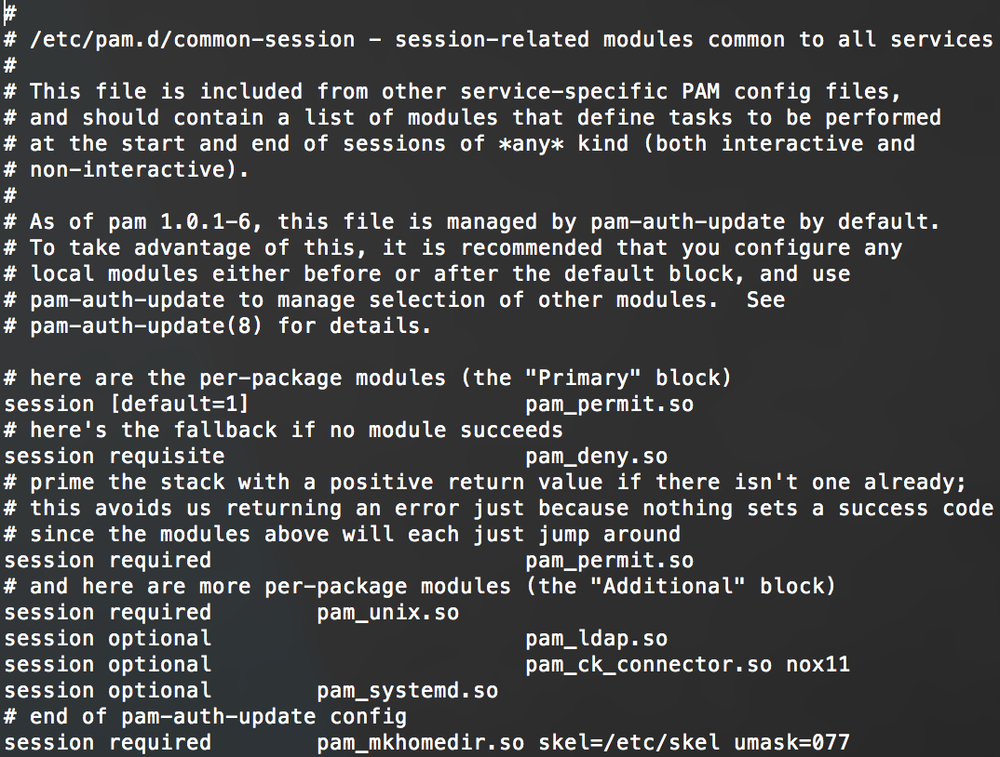 #
# /etc/pam.d/common-session - session-related modules common to all services
#
# This file is included from other service-specific PAM config files,
# and should contain a list of modules that define tasks to be performed
# at the start and end of sessions of *any* kind (both interactive and
# non-interactive).
#
# As of pam 1.0.1-6, this file is managed by pam-auth-update by default.
# To take advantage of this, it is recommended that you configure any
# local modules either before or after the default block, and use
# pam-auth-update to manage selection of other modules.  See
# pam-auth-update(8) for details.

# here are the per-package modules (the "Primary" block)
session [default=1]                     pam_permit.so
# here's the fallback if no module succeeds
session requisite                       pam_deny.so
# prime the stack with a positive return value if there isn't one already;
# this avoids us returning an error just because nothing sets a success code
# since the modules above will each just jump around
session required                        pam_permit.so
# and here are more per-package modules (the "Additional" block)
session required        pam_unix.so
session optional                        pam_ldap.so
session optional                        pam_ck_connector.so nox11
session optional        pam_systemd.so
# end of pam-auth-update config
session required        pam_mkhomedir.so skel=/etc/skel umask=077